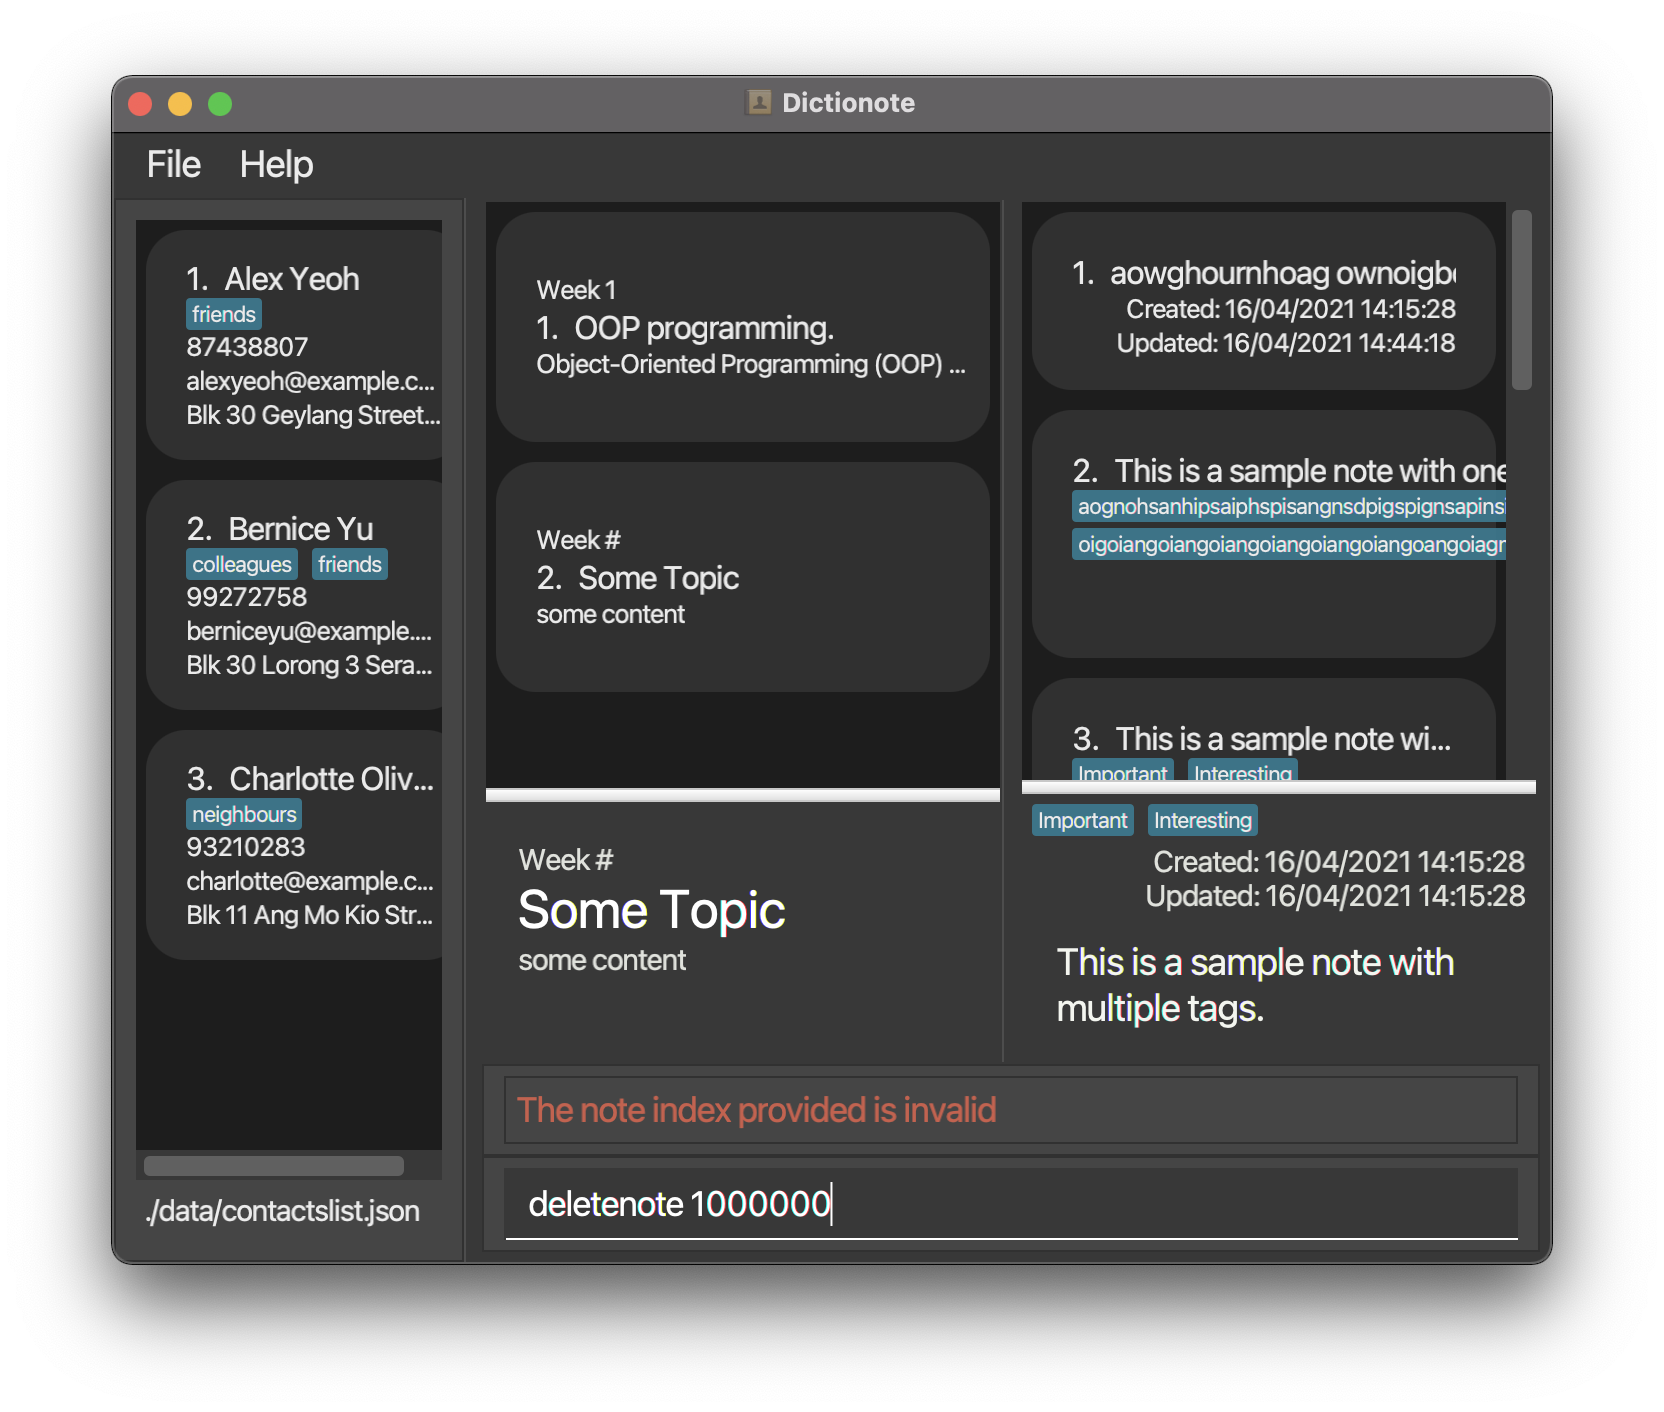 Dictionote
File Help
1. Alex Yeoh
friends
87438807
alexyeoh@example.c...
Blk 30 Geylang Street...
2. Bernice Yu
colleagues friends
99272758
berniceyu@example....
Blk 30 Lorong 3 Sera...
3. Charlotte Oliv...
neighbours
93210283
charlotte@example.c...
Blk 11 Ang Mo Kio Str...
./data/contactslist.json
Week 1
1. OOP programming.
Object-Oriented Programming (OOP) ...
Week #
2. Some Topic
some content
Week #
Some Topic
some content
1. aowghournhoag ownoigb
Created: 16/04/2021 14:15:28
Updated: 16/04/2021 14:44:18
2. This is a sample note with one
aognohsanhipsaiphspisangnsdpigspignsapinsi
oigoiangoiangoiangoiangoiangoiangoangoiagn
3. This is a sample note wi...
Important Interesting
Important Interesting
Created: 16/04/2021 14:15:28
Updated: 16/04/2021 14:15:28
This is a sample note with
multiple tags.
The note index provided is invalid
deletenote 1000000